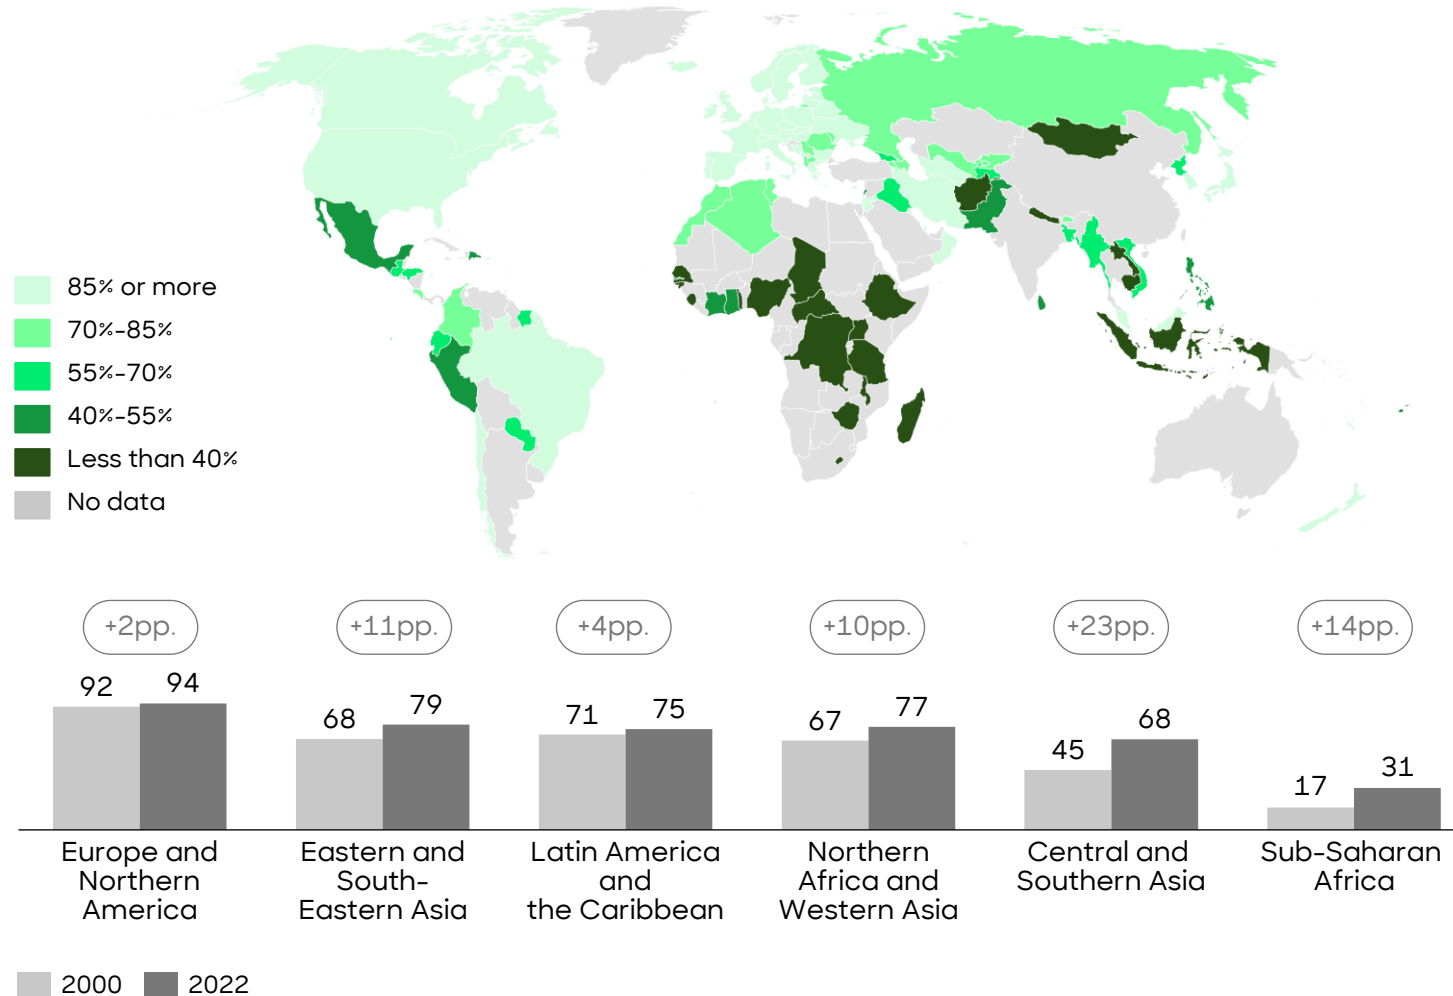 85% or more
70%-85%
55%-70%
40%-55%
Less than 40%
No data
+2pp.
+11pp.
+4pp.
+10pp.
+23pp.
+14pp.
92
94
68
79
71
75
67
77
45
68
17
31
Europe and
Northern
America
Eastern and
South-
Eastern Asia
Latin America
and
the Caribbean
Northern
Africa and
Western Asia
Central and
Southern Asia
Sub-Saharan
Africa
2000
2022